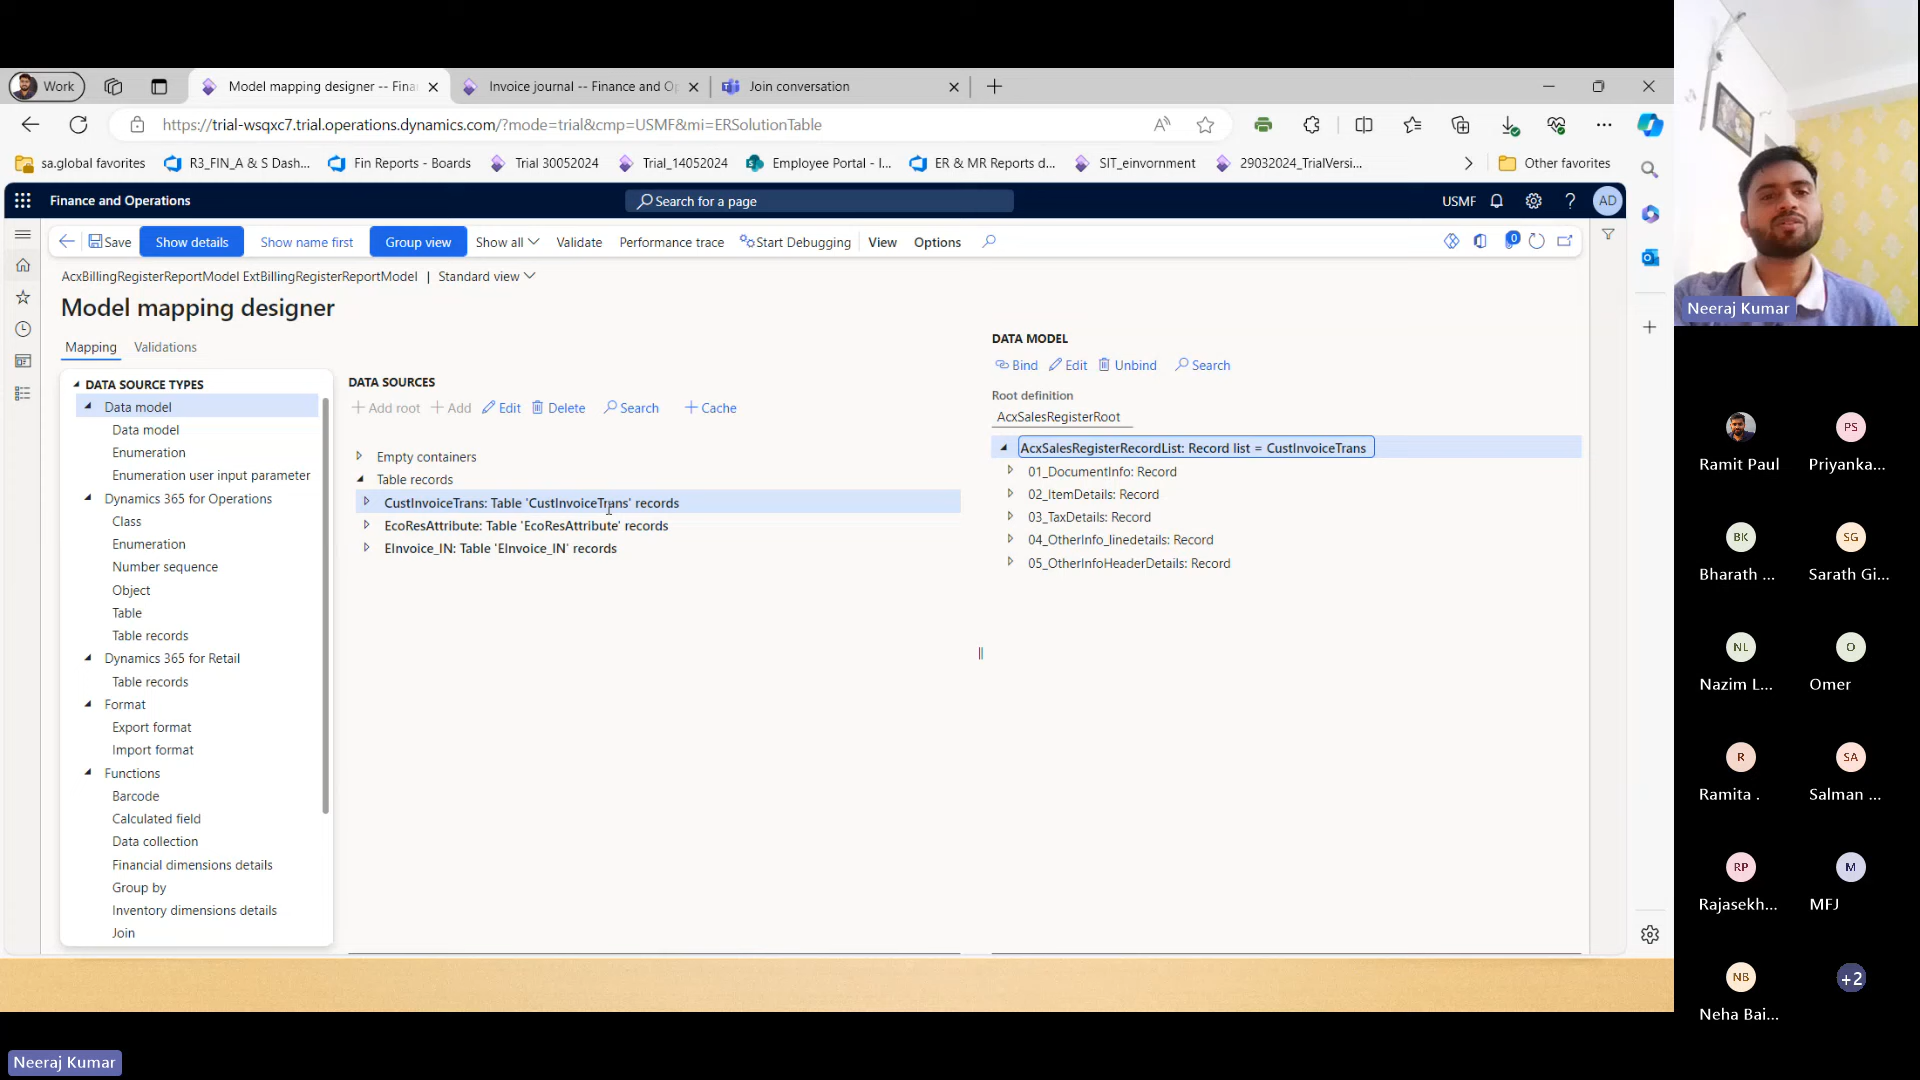 Work
Model mapping designer -- Fina
Invoice journal -- Finance and O
Join conversation
https://trial-wsqxc7.trial.operations.dynamics.com/?mode=trial&cmp=USMF&mi=ERSolutionTable
sa.global favorites
R3_FIN_A & S Dash...
Fin Reports - Boards
Trial 30052024
Trial_14052024
Employee Portal - I...
ER & MR Reports d...
SIT_einvornment
29032024_TrialVersi...
Other favorites
Finance and Operations
Search for a page
USMF
AD
Save
Show details
Show name first
Group view
Show all
Validate
Performance trace
Start Debugging
View
Options
0
AcxBillingRegisterReportModel ExtBillingRegisterReportModel | Standard view
Model mapping designer
Mapping
Validations
DATA SOURCE TYPES
Data model
Data model
Enumeration
Enumeration user input parameter
Dynamics 365 for Operations
Class
Enumeration
Number sequence
Object
Table
Table records
Dynamics 365 for Retail
Table records
Format
Export format
Import format
Functions
Barcode
Calculated field
Data collection
Financial dimensions details
Group by
Inventory dimensions details
Join
DATA SOURCES
Add root
Add
Edit
Delete
Search
Cache
Empty containers
Table records
CustInvoiceTrans: Table 'CustInvoiceTrans' records
EcoResAttribute: Table 'EcoResAttribute' records
EInvoice_IN: Table 'EInvoice_IN' records
DATA MODEL
Bind
Edit
Unbind
Search
Root definition
AcxSalesRegisterRoot
AcxSalesRegisterRecordList: Record list = CustInvoiceTrans
01_DocumentInfo: Record
02_ItemDetails: Record
03_TaxDetails: Record
04_OtherInfo_linedetails: Record
05_OtherInfoHeaderDetails: Record
Neeraj Kumar
Ramit Paul
PS
Priyanka...
BK
Bharath ...
SG
Sarath Gi...
NL
Nazim L...
O
Omer
R
Ramita .
SA
Salman ...
RP
Rajasekh...
M
MFJ
NB
Neha Bai...
+2
Neeraj Kumar